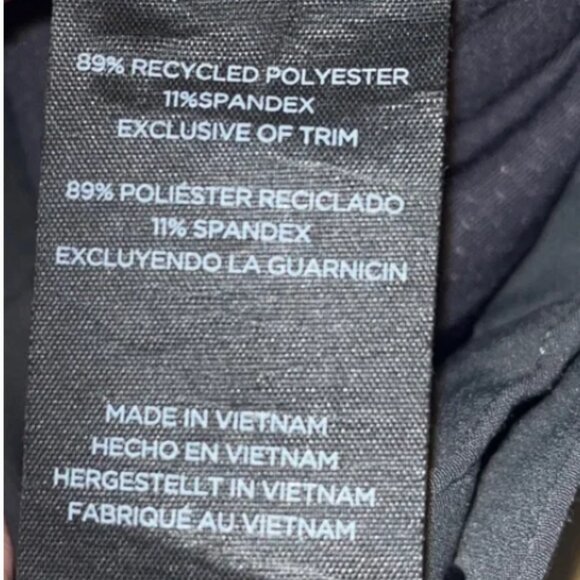 89% RECYCLED POLYESTER
11%SPANDEX
EXCLUSIVE OF TRIM
89% POLIÉSTER RECICLADO
11% SPANDEX
EXCLUYENDO LA GUARNICIN
MADE IN VIETNAM
HECHO EN VIETNAM
HERGESTELLT IN VIETNAM
FABRIQUÉ AU VIETNAM